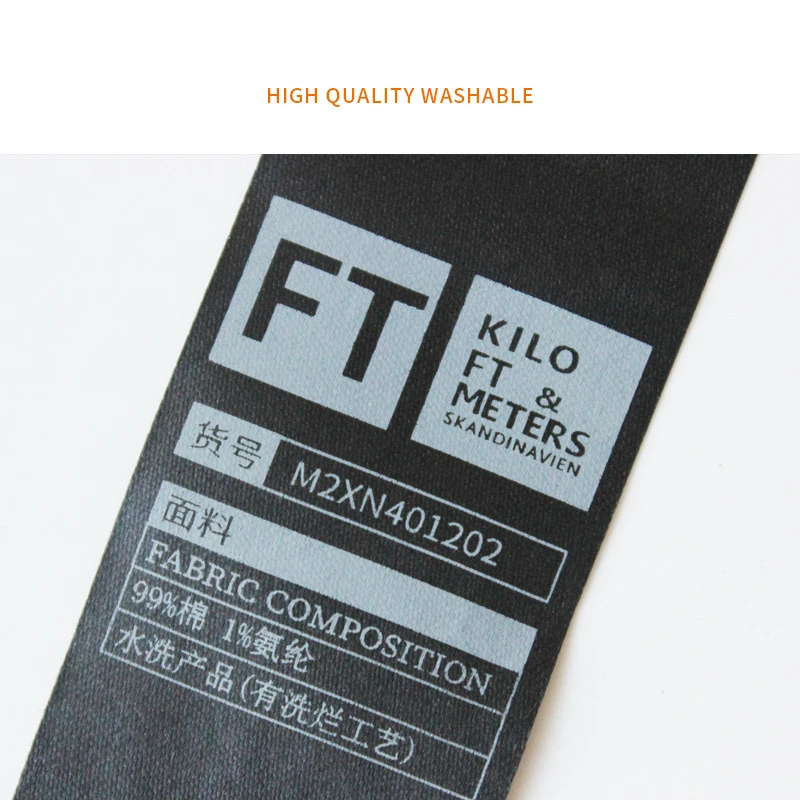 HIGH QUALITY WASHABLE
FT
KILO
FT &
METERS
SKANDINAVIEN
货号 M2XN401202
面料
FABRIC COMPOSITION
99%棉 1%氨纶
水洗产品(有洗烂工艺)